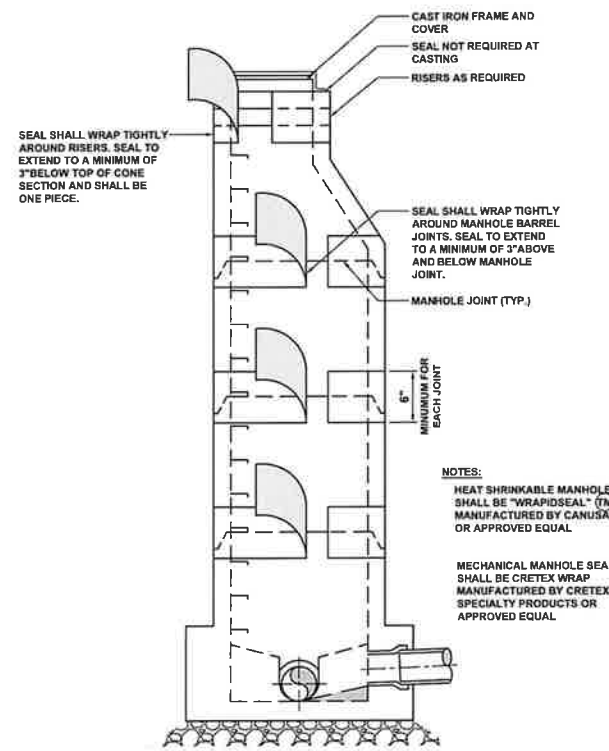 CAST IRON FRAME AND
COVER
SEAL NOT REQUIRED AT
CASTING
RISERS AS REQUIRED
SEAL SHALL WRAP TIGHTLY
AROUND RISERS. SEAL TO
EXTEND TO A MINIMUM OF
3"BELOW TOP OF CONE
SECTION AND SHALL BE
ONE PIECE.
SEAL SHALL WRAP TIGHTLY
AROUND MANHOLE BARREL
JOINTS. SEAL TO EXTEND
TO A MINIMUM OF 3"ABOVE
AND BELOW MANHOLE
JOINT.
MANHOLE JOINT (TYP.)
6"
MINUMUM FOR
EACH JOINT
NOTES:
HEAT SHRINKABLE MANHOLE
SHALL BE "WRAPIDSEAL" (TM
MANUFACTURED BY CANUSA
OR APPROVED EQUAL
MECHANICAL MANHOLE SEA
SHALL BE CRETEX WRAP
MANUFACTURED BY CRETEX
SPECIALTY PRODUCTS OR
APPROVED EQUAL